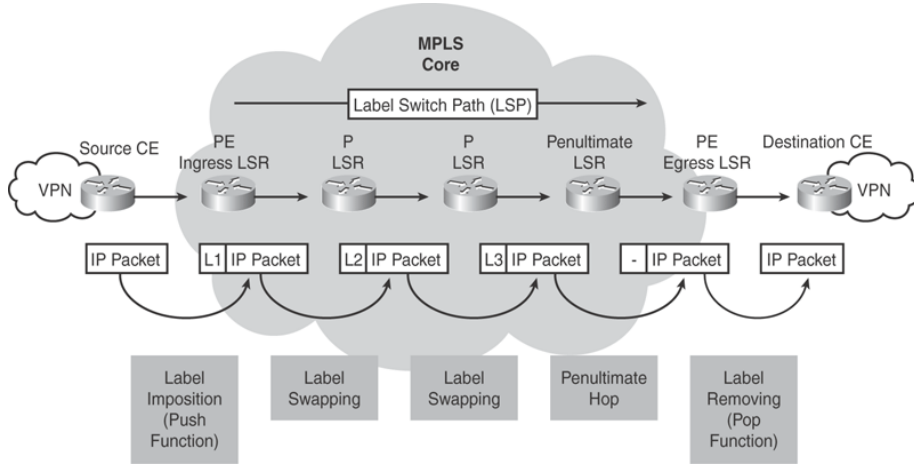 MPLS
Core
Label Switch Path (LSP)
Source CE
PE
Ingress LSR
P
LSR
P
LSR
Penultimate
LSR
PE
Egress LSR
Destination CE
VPN
VPN
IP Packet
L1 IP Packet
L2 IP Packet
L3 IP Packet
- IP Packet
IP Packet
Label
Imposition
(Push
Function)
Label
Swapping
Label
Swapping
Penultimate
Hop
Label
Removing
(Pop
Function)